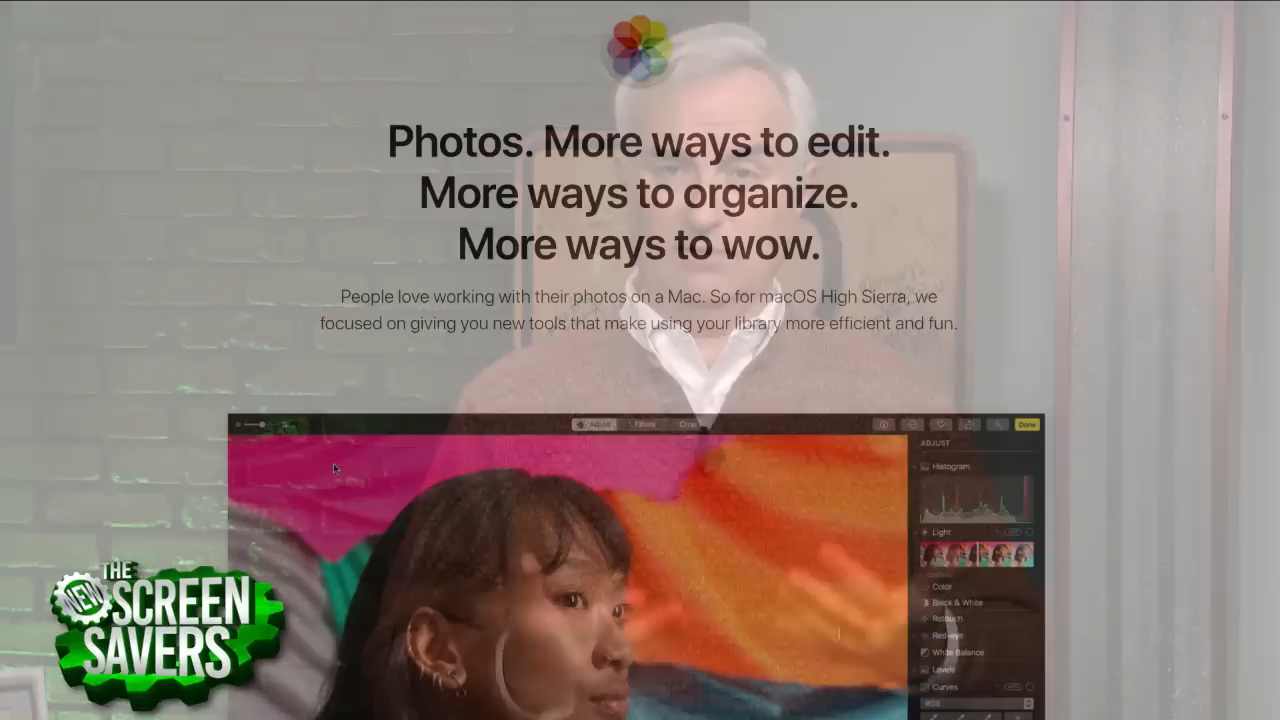 Photos. More ways to edit.
More ways to organize.
More ways to wow.
People love working with their photos on a Mac. So for macOS High Sierra, we
focused on giving you new tools that make using your library more efficient and fun.
Adjust Filters Crop Done
ADJUST
Histogram
Light
Color
Black & White
Retouch
Red-eye
White Balance
Levels
Curves
RGB
THE
NEW SCREEN
SAVERS